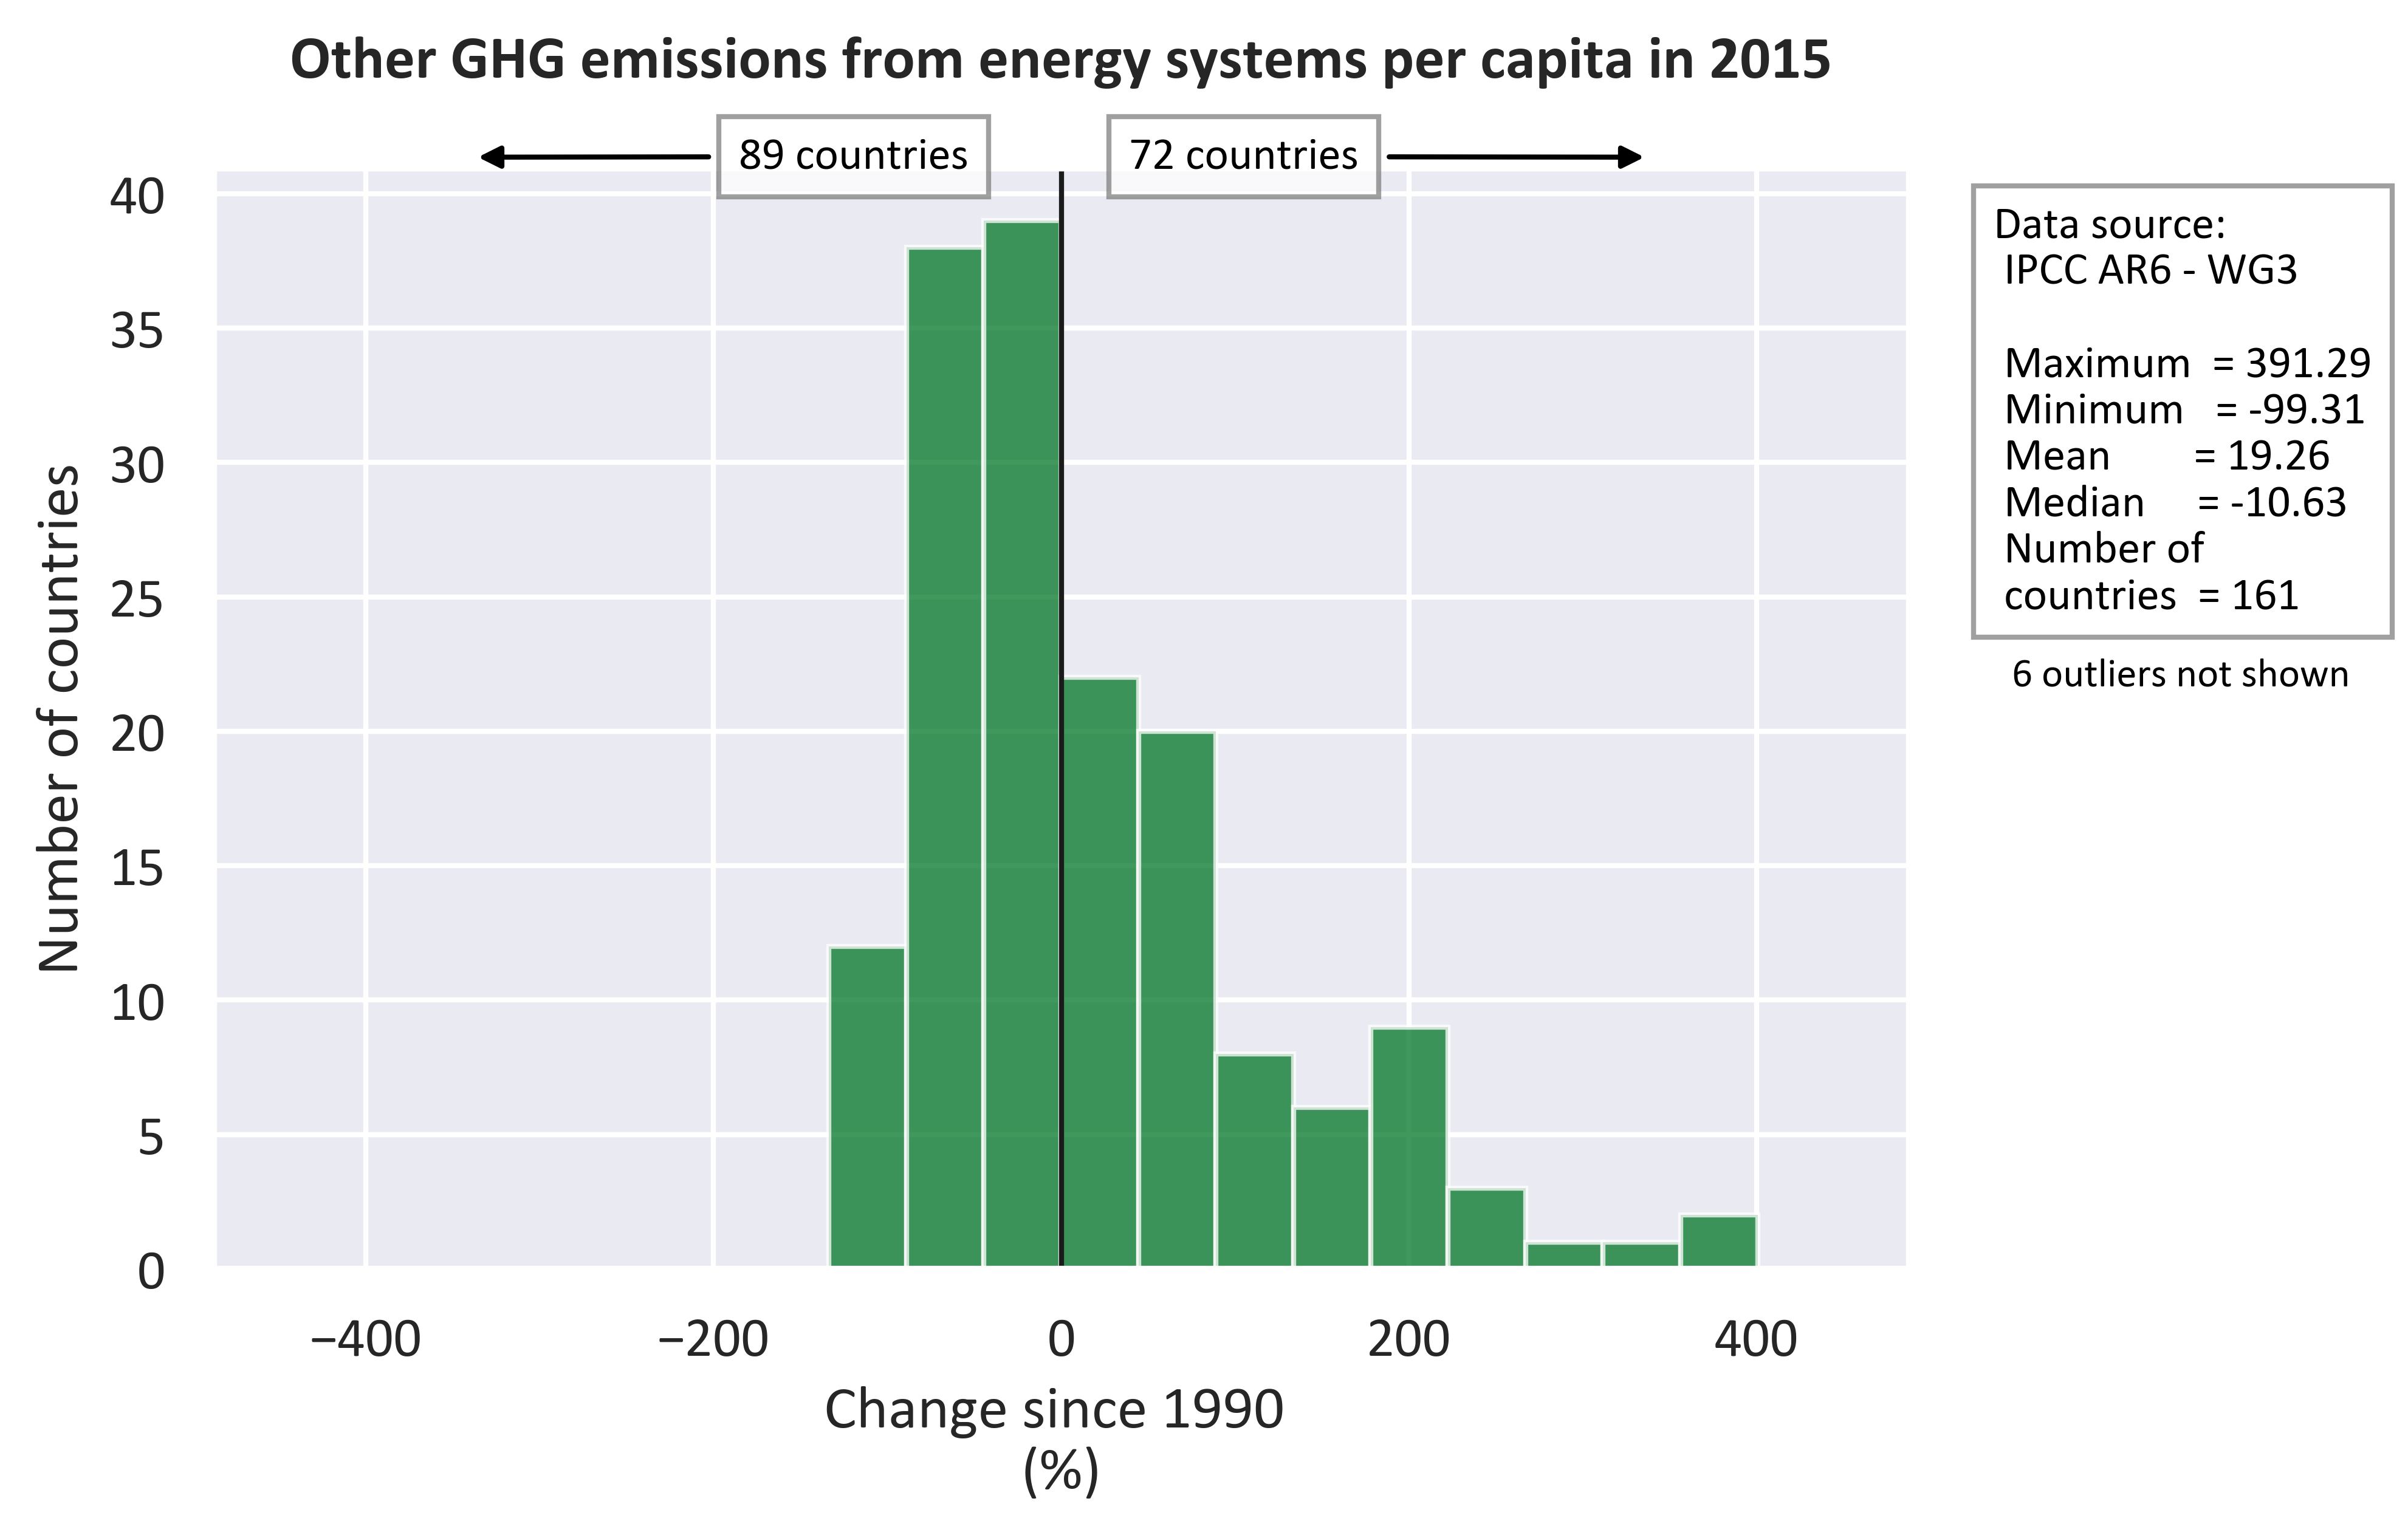 Other GHG emissions from energy systems per capita in 2015
89 countries
72 countries
40
35
30
25
20
15
10
5
0
Number of countries
−400
−200
0
200
400
Change since 1990
(%)
Data source:
IPCC AR6 - WG3
Maximum = 391.29
Minimum = -99.31
Mean = 19.26
Median = -10.63
Number of
countries = 161
6 outliers not shown